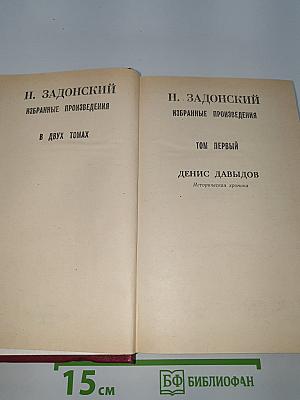 Н. ЗАДОНСКИЙ
ИЗБРАННЫЕ ПРОИЗВЕДЕНИЯ
В ДВУХ ТОМАХ
Н. ЗАДОНСКИЙ
ИЗБРАННЫЕ ПРОИЗВЕДЕНИЯ
ТОМ ПЕРВЫЙ
ДЕНИС ДАВЫДОВ
Историческая хроника
15 см
БФ БИБЛИОФАН